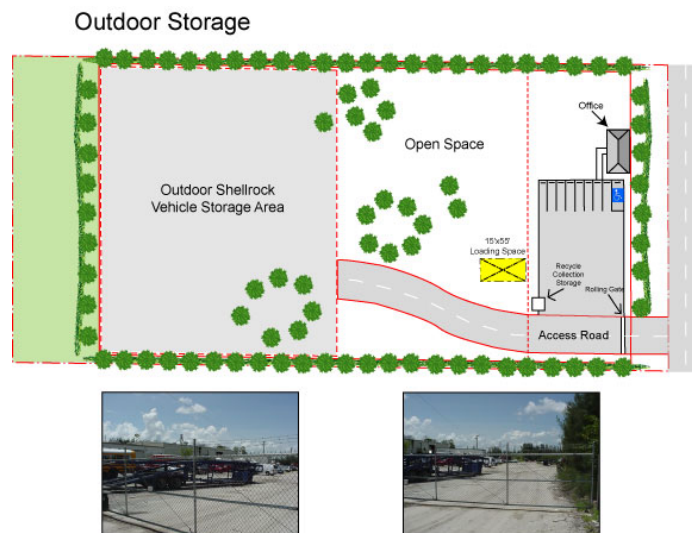 Outdoor Storage
Office
Open Space
Outdoor Shellrock
Vehicle Storage Area
15'x55'
Loading Space
Recycle
Collection
Storage
Rolling Gate
Access Road